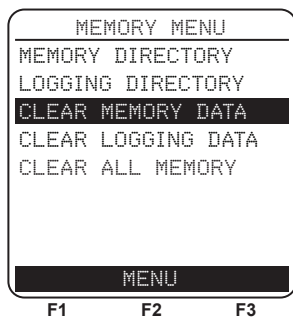 MEMORY MENU
MEMORY DIRECTORY
LOGGING DIRECTORY
CLEAR MEMORY DATA
CLEAR LOGGING DATA
CLEAR ALL MEMORY
MENU
F1 F2 F3